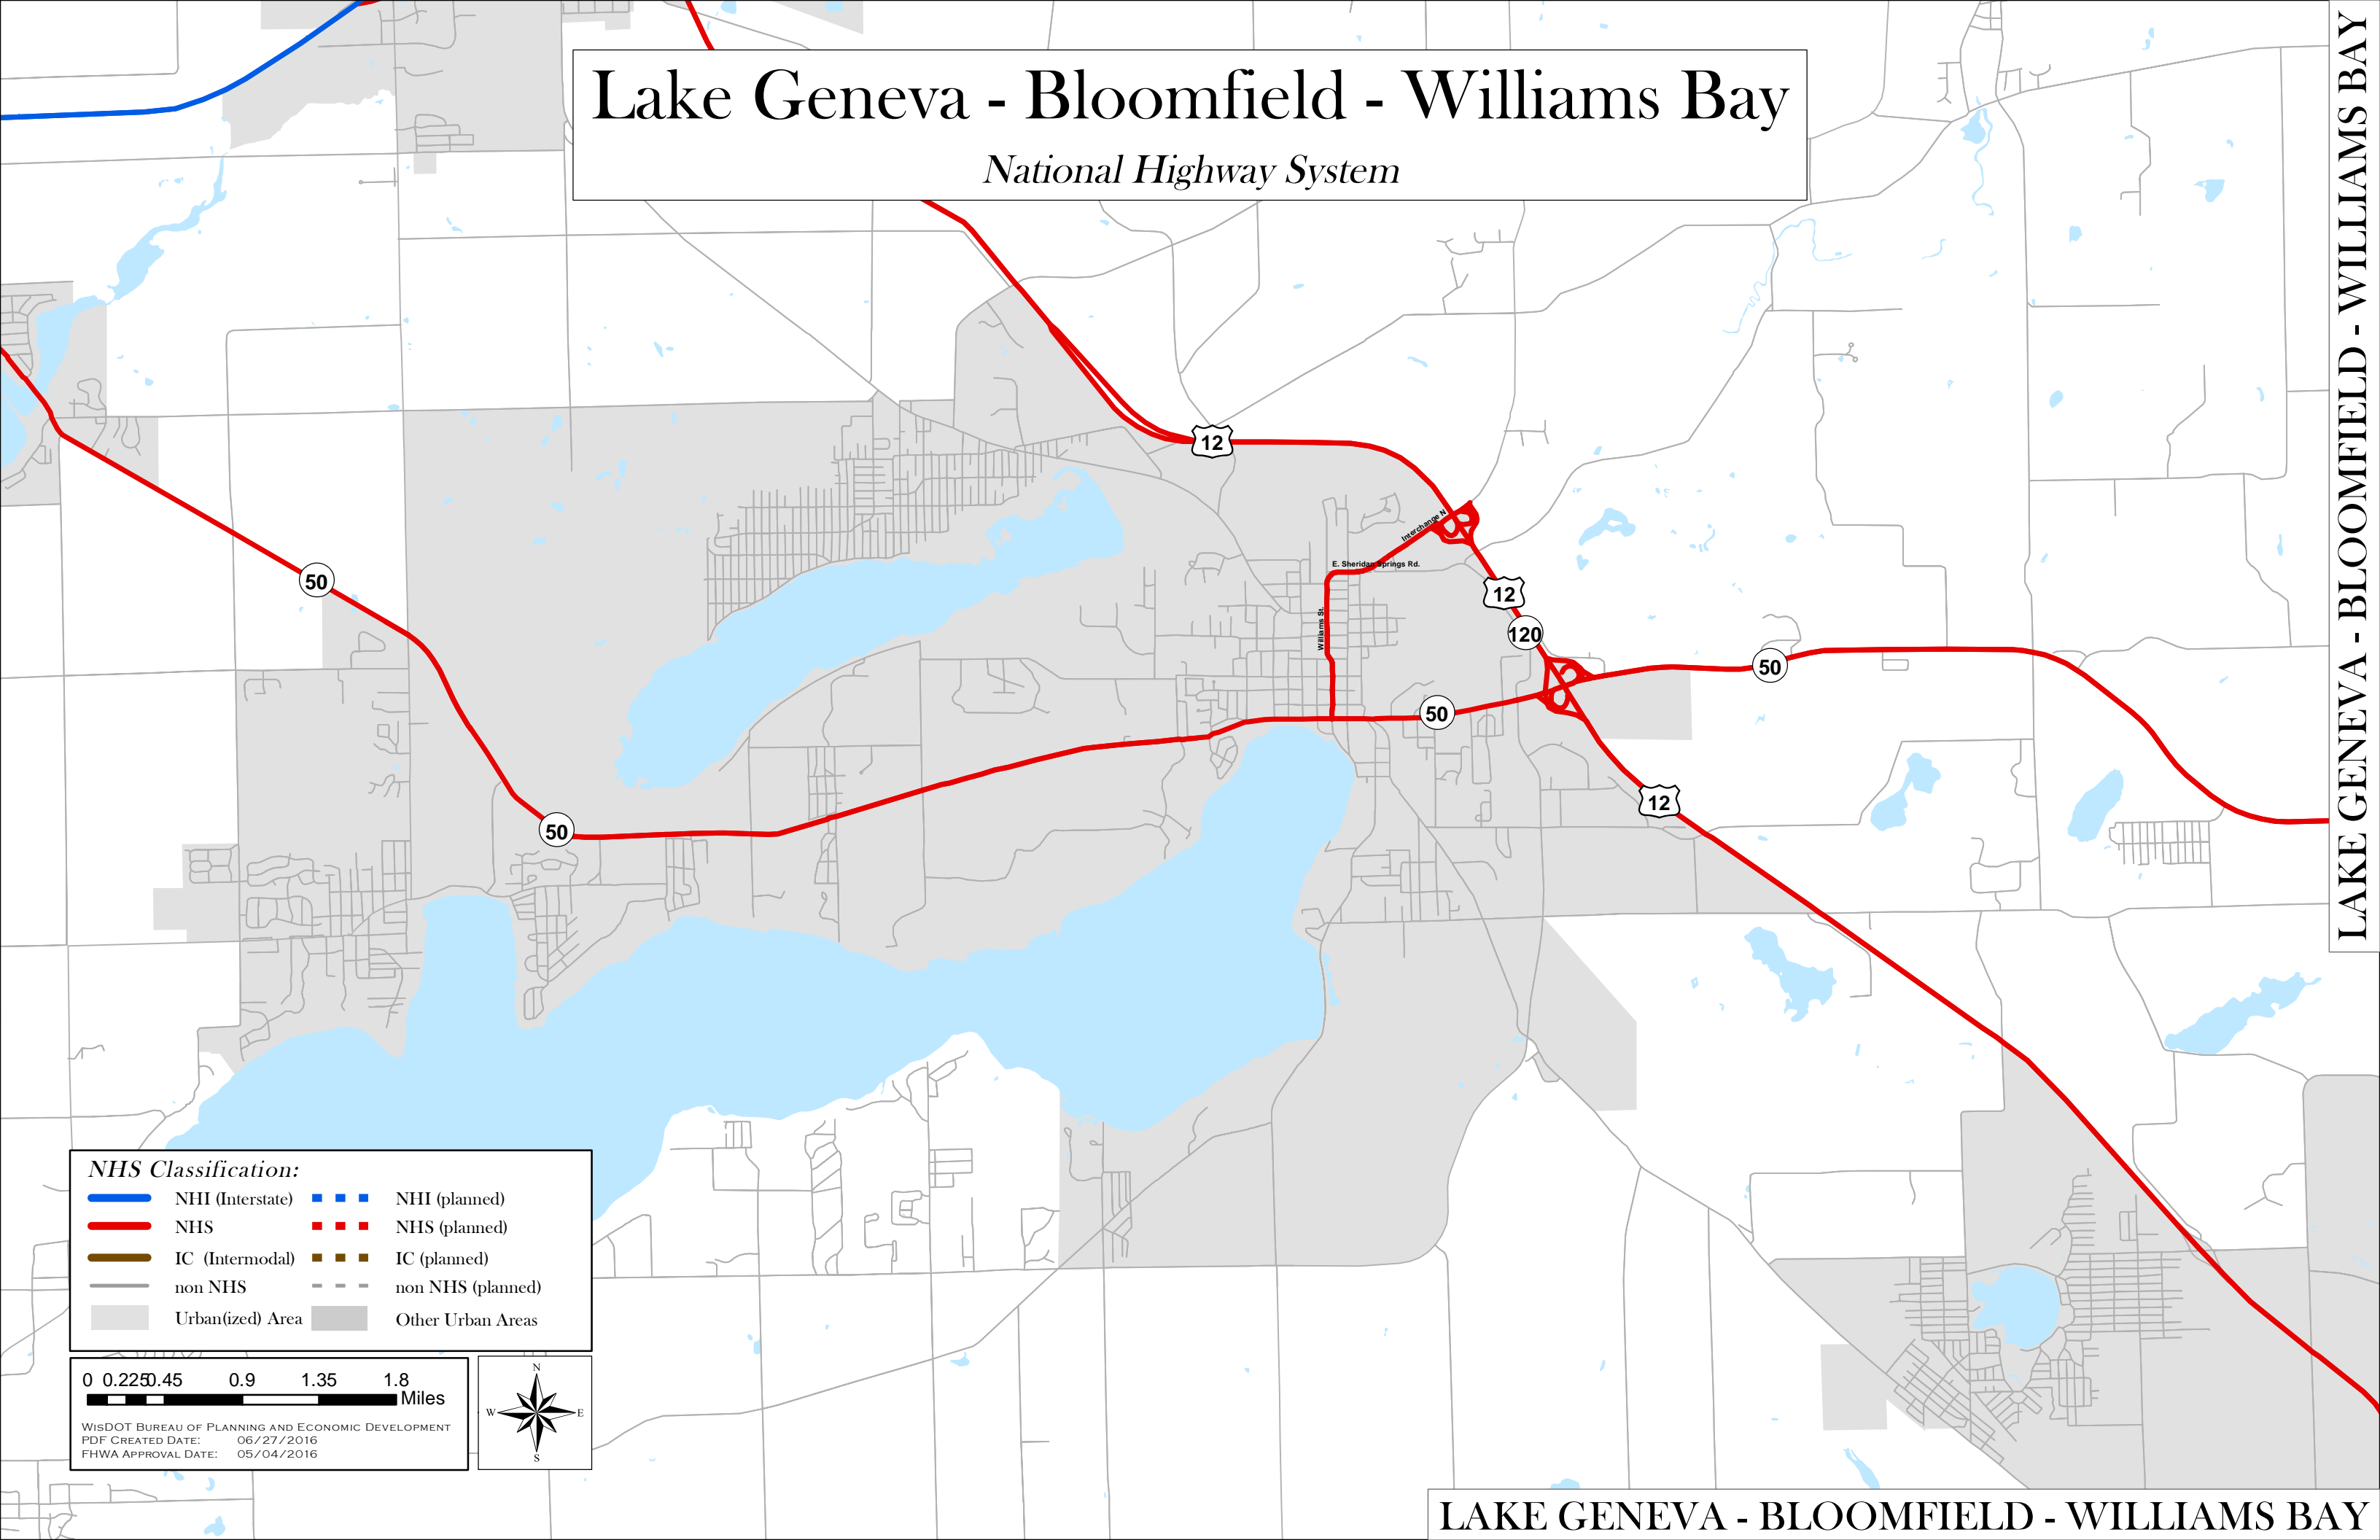 Lake Geneva - Bloomfield - Williams Bay
National Highway System
LAKE GENEVA - BLOOMFIELD - WILLIAMS BAY
12
Interchange N
E. Sheridan Springs Rd.
50
12
Williams St.
120
50
50
12
50
NHS Classification:
NHI (Interstate)
NHI (planned)
NHS
NHS (planned)
IC (Intermodal)
IC (planned)
non NHS
non NHS (planned)
Urban(ized) Area
Other Urban Areas
0 0.225 0.45 0.9 1.35 1.8
Miles
WisDOT Bureau of Planning and Economic Development
PDF Created Date: 06/27/2016
FHWA Approval Date: 05/04/2016
N
W E
S
LAKE GENEVA - BLOOMFIELD - WILLIAMS BAY